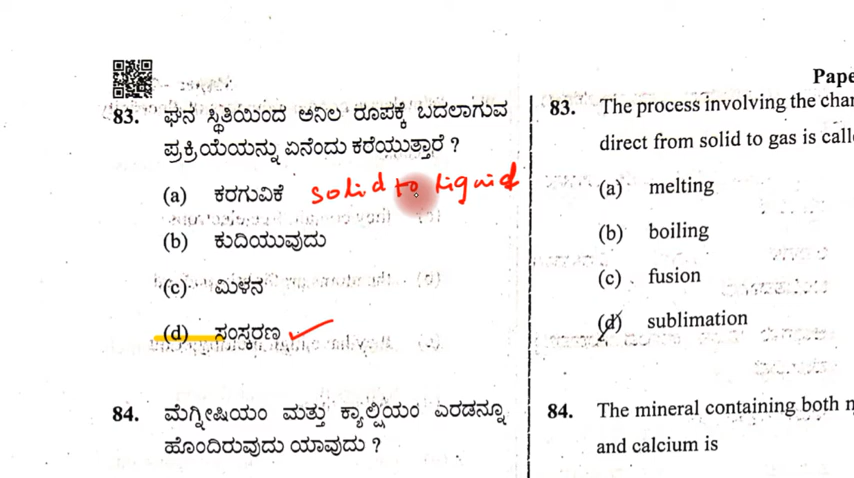 83. ಘನ ಸ್ಥಿತಿಯಿಂದ ಅನಿಲ ರೂಪಕ್ಕೆ ಬದಲಾಗುವ
ಪ್ರಕ್ರಿಯೆಯನ್ನು ಏನೆಂದು ಕರೆಯುತ್ತಾರೆ ?
(a) ಕರಗುವಿಕೆ solid to liquid
(b) ಕುದಿಯುವುದು
(c) ಮಿಳನ
(d) ಸಂಸ್ಕರಣ
84. ಮೆಗ್ನೀಷಿಯಂ ಮತ್ತು ಕ್ಯಾಲ್ಷಿಯಂ ಎರಡನ್ನೂ
ಹೊಂದಿರುವುದು ಯಾವುದು ?
Pape
83. The process involving the chan
direct from solid to gas is calle
(a) melting
(b) boiling
(c) fusion
(d) sublimation
84. The mineral containing both
and calcium is